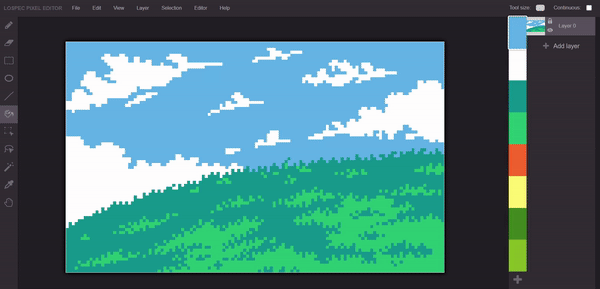 LOSPEC PIXEL EDITOR File Edit View Layer Selection Editor Help Tool size: Continuous
Layer 0
Add layer